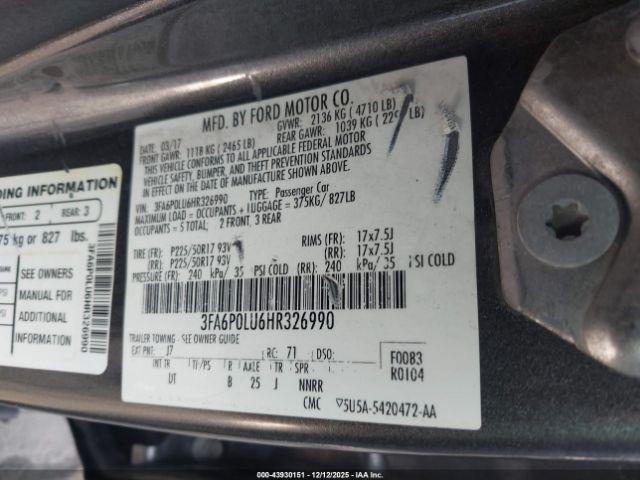 MFD. BY FORD MOTOR CO.
DATE: 03/17 GVWR: 2136 KG ( 4710 LB)
FRONT GAWR: 1118 KG ( 2465 LB) REAR GAWR: 1039 KG ( LB)
THIS VEHICLE CONFORMS TO ALL APPLICABLE FEDERAL MOTOR
VEHICLE SAFETY, BUMPER, AND THEFT PREVENTION STANDARDS
IN EFFECT ON THE DATE OF MANUFACTURE SHOWN ABOVE.
VIN: 3FA6P0LU6HR326990 TYPE: Passenger Car
MAXIMUM LOAD = OCCUPANTS + LUGGAGE = 375KG/ 827LB
OCCUPANTS = 5 TOTAL; 2 FRONT, 3 REAR
TIRE (FR): P225/50R17 93V RIMS (FR): 17x7.5J
(RR): P225/50R17 93V (RR): 17x7.5J
PRESSURE (FR): 240 kPa/ 35 PSI COLD (RR): 240 kPa/ 35 PSI COLD
3FA6P0LU6HR326990
TRAILER TOWING - SEE OWNER GUIDE
EXT PNT: J7 RC: 71 DSO: F0083
R0104
INT TR TP/PS R AXLE TR SPR
UT B 25 J NNRR
CMC ▽5U5A-5420472-AA
DING INFORMATION
FRONT: 2 REAR: 3
75 kg or 827 lbs.
SEE OWNERS
MANUAL FOR
ADDITIONAL
INFORMATION
PSI
PSI
3FA6P0LU6HR326990
000-43930151 - 12/12/2025 - IAA Inc.